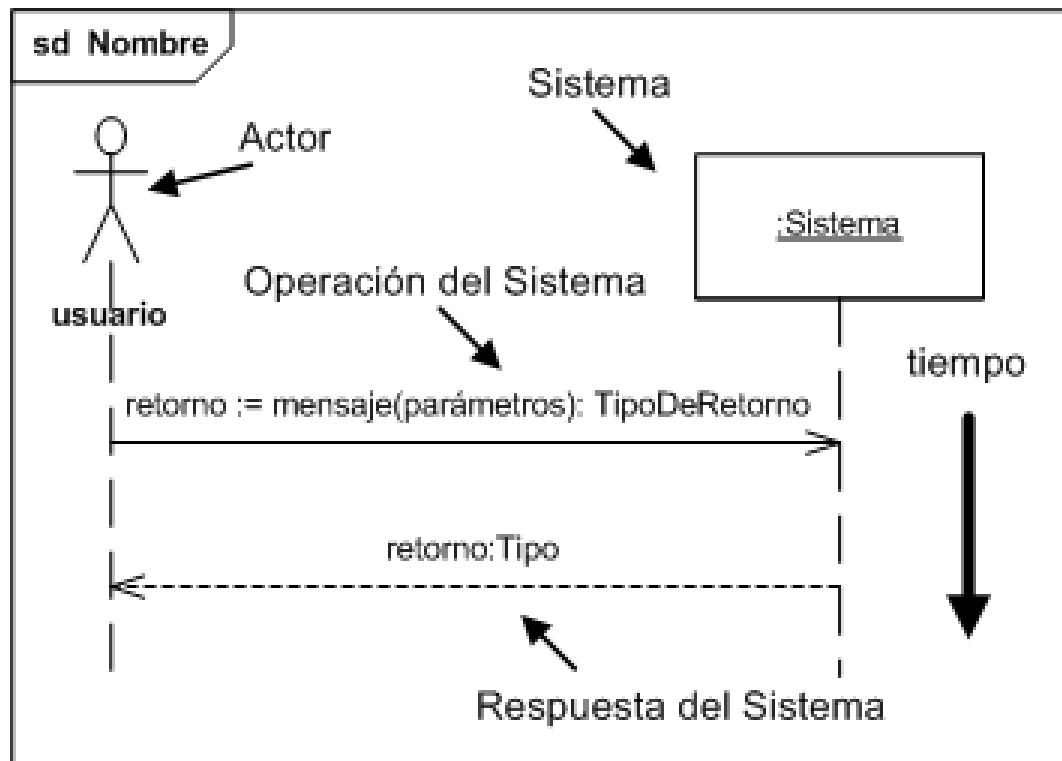 sd Nombre
Sistema
Actor
:Sistema
Operación del Sistema
usuario
tiempo
retorno := mensaje(parámetros): TipoDeRetorno
retorno:Tipo
Respuesta del Sistema